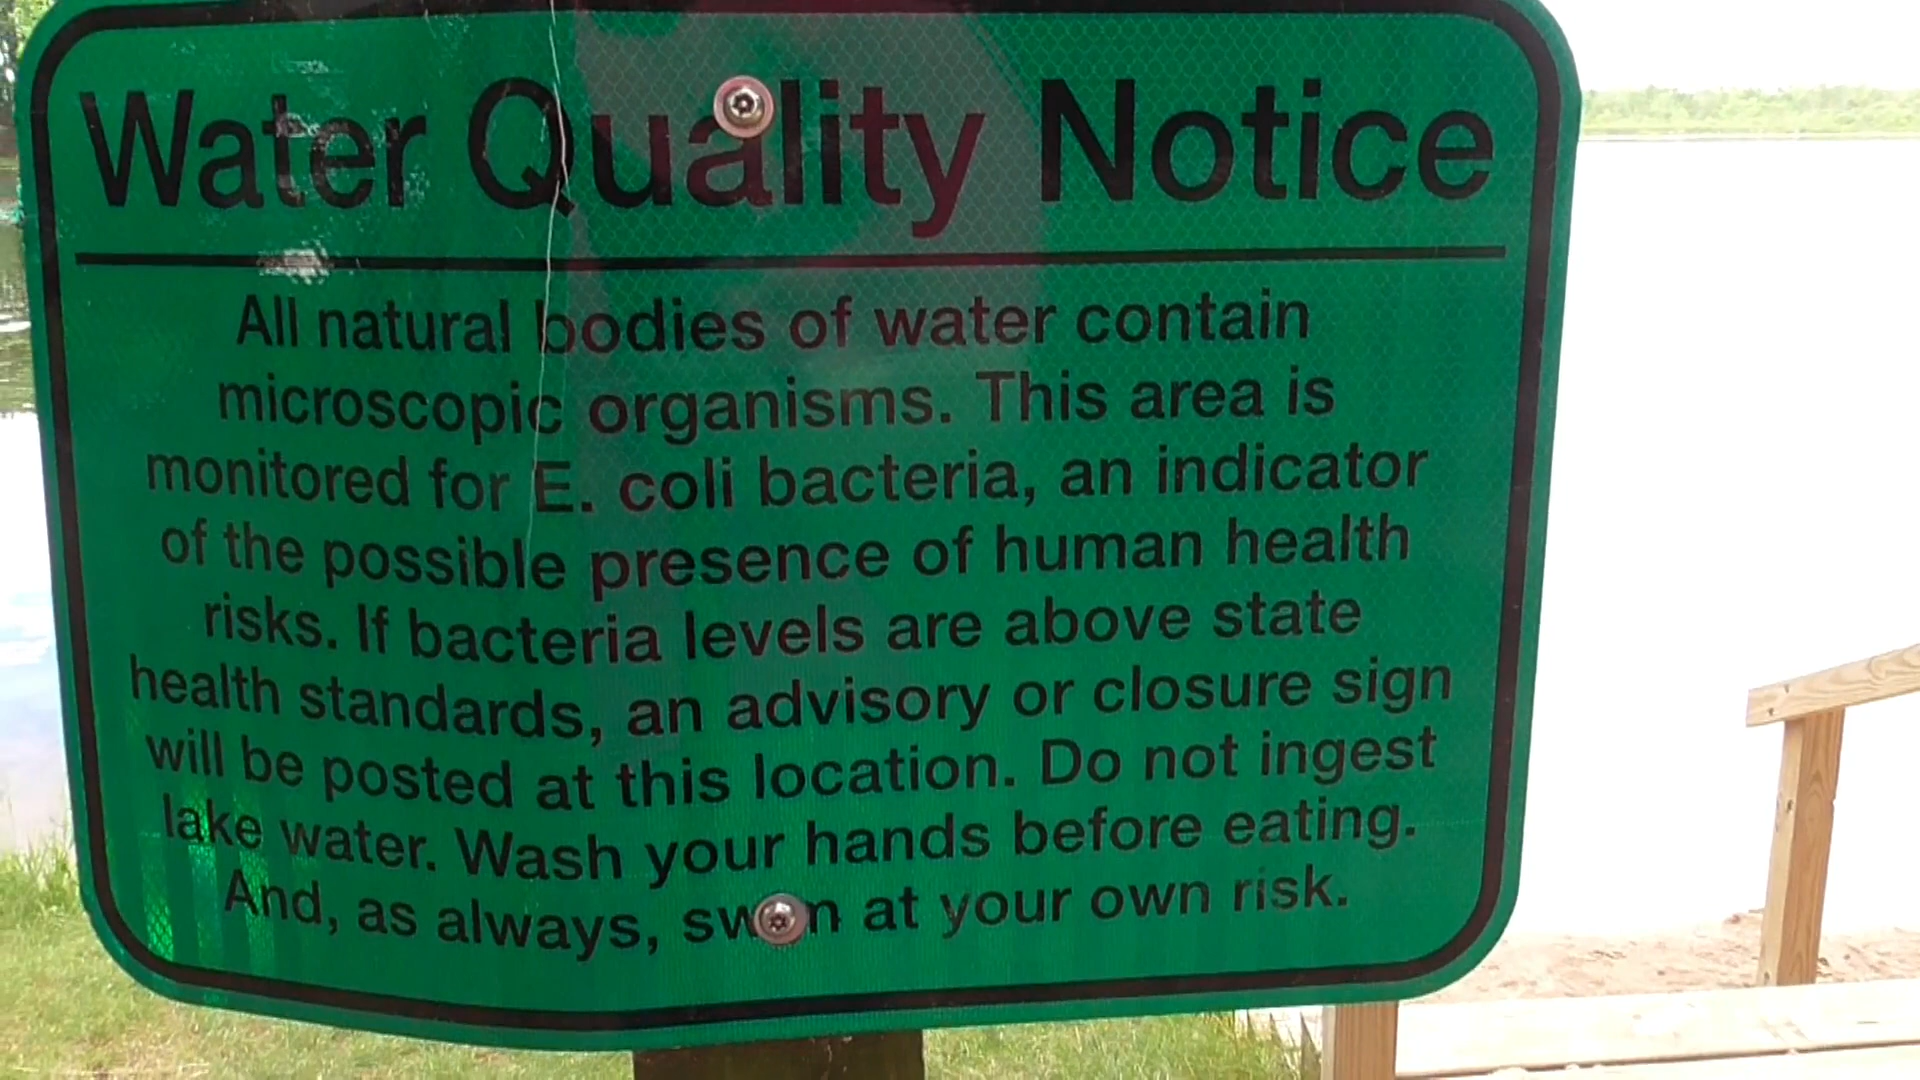 Water Quality Notice
All natural bodies of water contain
microscopic organisms. This area is
monitored for E. coli bacteria, an indicator
of the possible presence of human health
risks. If bacteria levels are above state
health standards, an advisory or closure sign
will be posted at this location. Do not ingest
lake water. Wash your hands before eating.
And, as always, swim at your own risk.